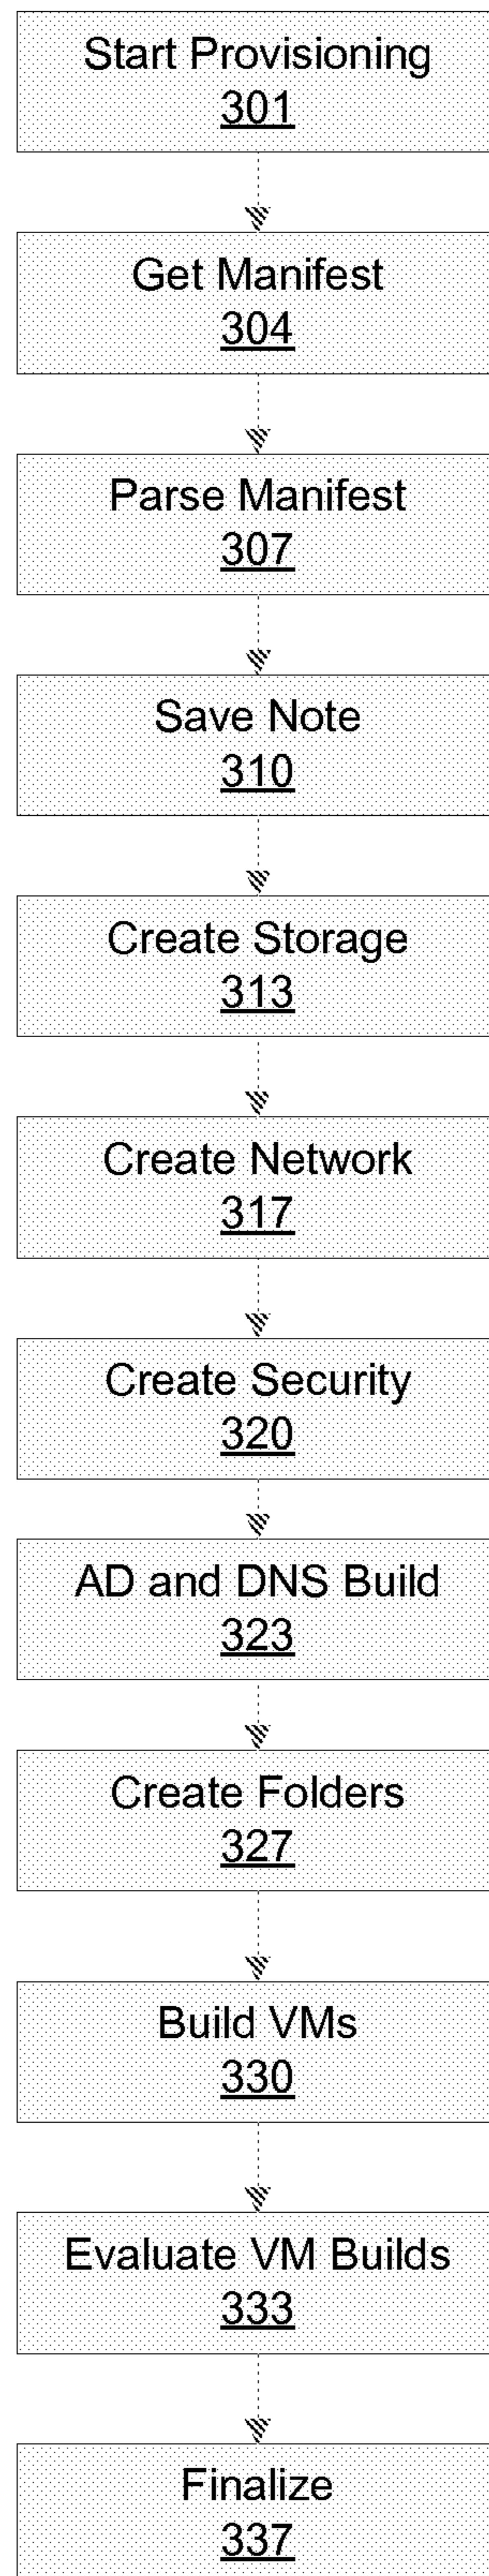 Start Provisioning
301
Get Manifest
304
Parse Manifest
307
Save Note
310
Create Storage
313
Create Network
317
Create Security
320
AD and DNS Build
323
Create Folders
327
Build VMs
330
Evaluate VM Builds
333
Finalize
337